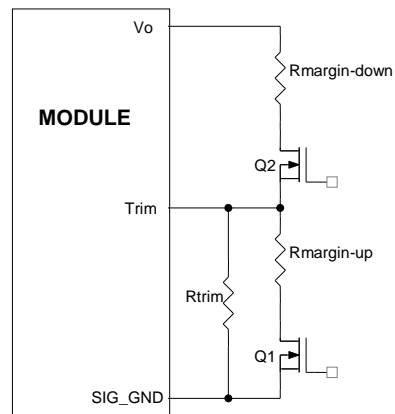 Vo
Rmargin-down
MODULE
Q2
Trim
Rmargin-up
Rtrim
Q1
SIG_GND